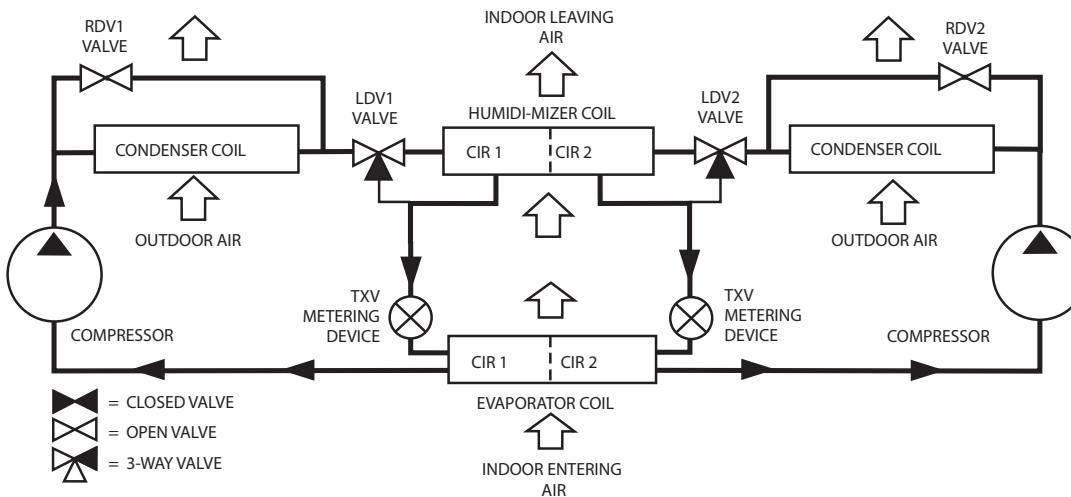 RDV1
VALVE
INDOOR LEAVING
AIR
RDV2
VALVE
LDV1
VALVE
HUMIDI-MIZER COIL
LDV2
VALVE
CONDENSER COIL
CIR 1
CIR 2
CONDENSER COIL
OUTDOOR AIR
OUTDOOR AIR
TXV
METERING
DEVICE
TXV
METERING
DEVICE
COMPRESSOR
COMPRESSOR
CIR 1
CIR 2
EVAPORATOR COIL
= CLOSED VALVE
= OPEN VALVE
= 3-WAY VALVE
INDOOR ENTERING
AIR